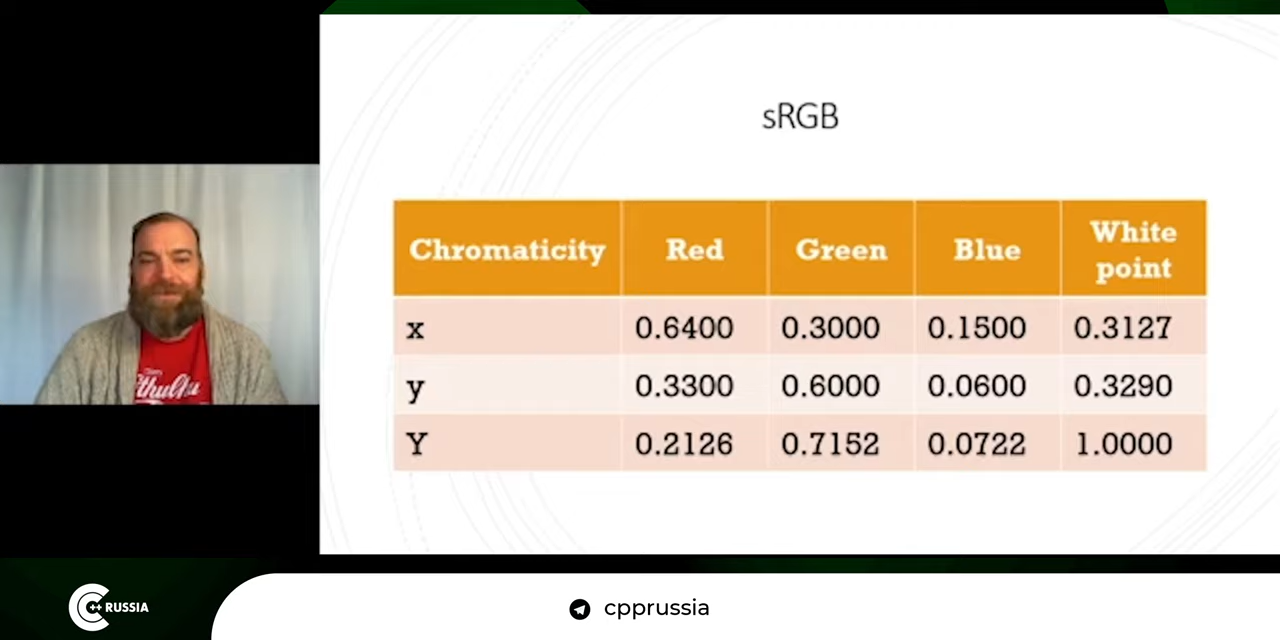 sRGB
Chromaticity Red Green Blue White point
x 0.6400 0.3000 0.1500 0.3127
y 0.3300 0.6000 0.0600 0.3290
Y 0.2126 0.7152 0.0722 1.0000
C++ RUSSIA
cpprussia